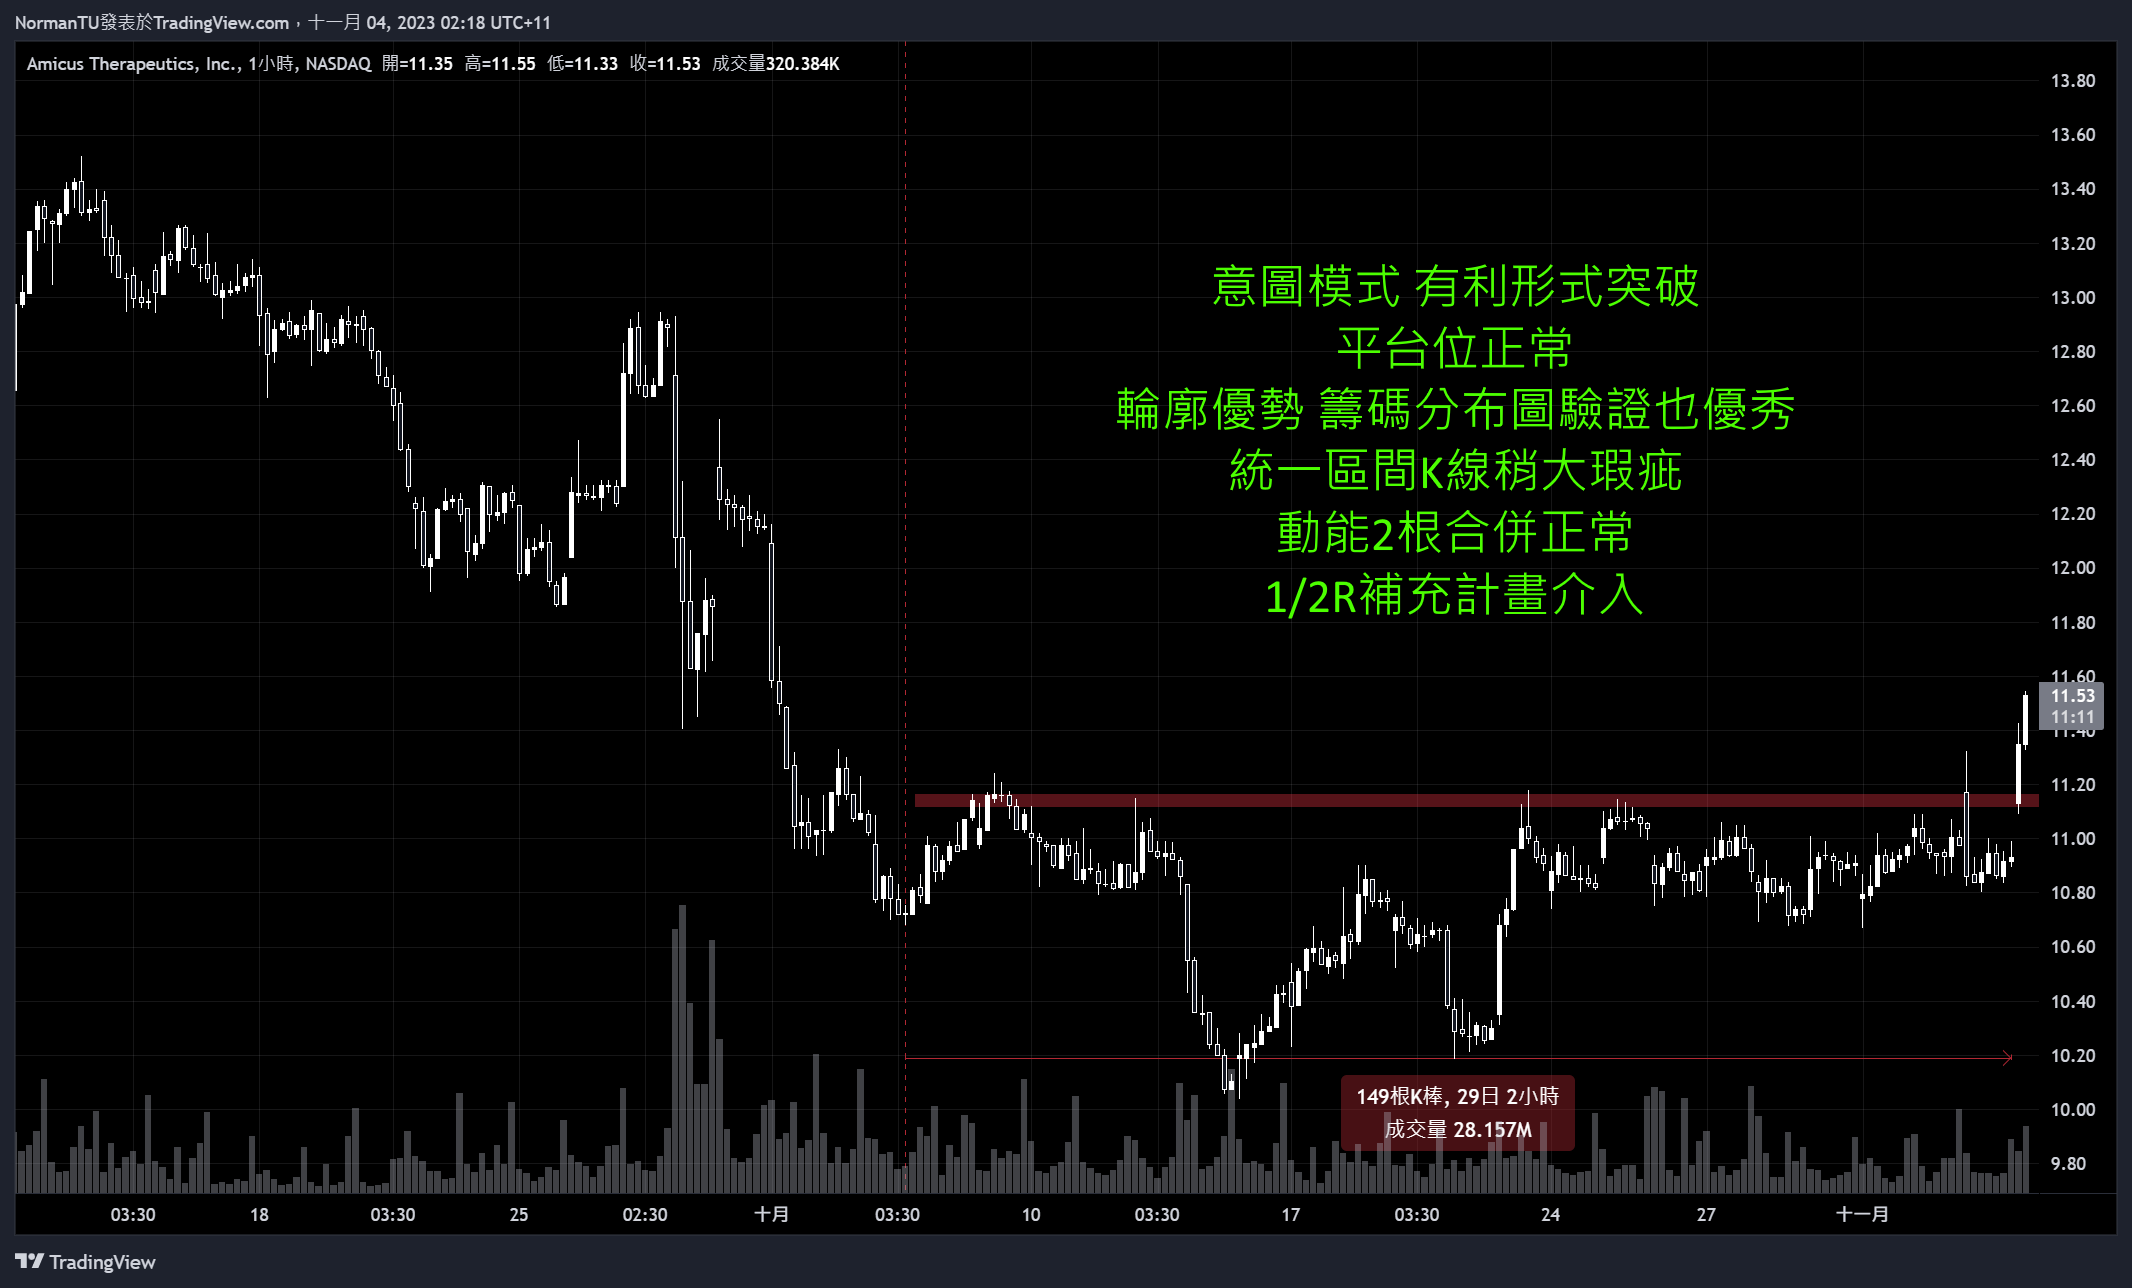 NormanTU發表於TradingView.com，十一月 04, 2023 02:18 UTC+11
Amicus Therapeutics, Inc., 1小時, NASDAQ 開=11.35 高=11.55 低=11.33 收=11.53 成交量320.384K
意圖模式 有利形式突破
平台位正常
輪廓優勢 籌碼分布圖驗證也優秀
統一區間K線稍大瑕疵
動能2根合併正常
1/2R補充計畫介入
13.80
13.60
13.40
13.20
13.00
12.80
12.60
12.40
12.20
12.00
11.80
11.60
11.53
11:11
11.40
11.20
11.00
10.80
10.60
10.40
10.20
10.00
9.80
149根K棒, 29日 2小時
成交量 28.157M
03:30 18 03:30 25 02:30 十月 03:30 10 03:30 17 03:30 24 27 十一月
TradingView